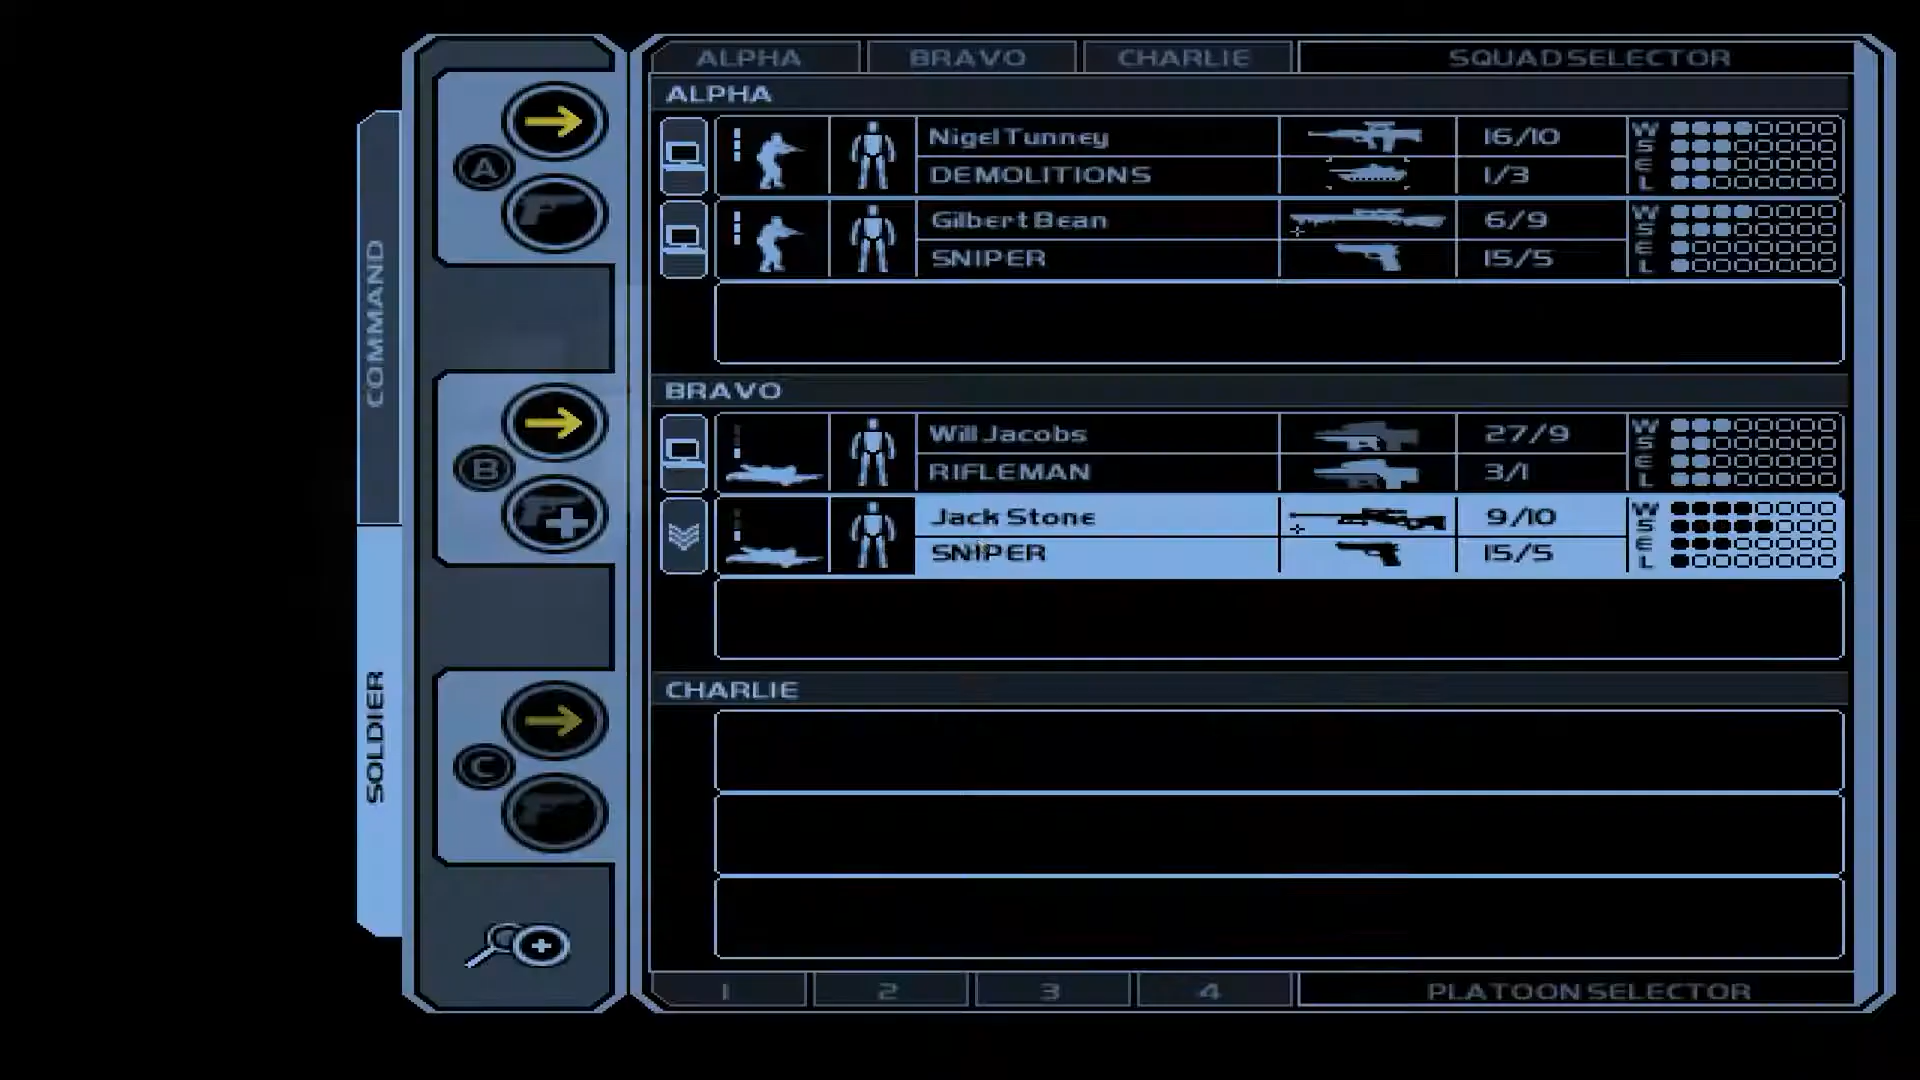 ALPHA BRAVO CHARLIE SQUAD SELECTOR
ALPHA
Nigel Tunney 16/10
DEMOLITIONS 1/3
W
S
E
L
Gilbert Bean 6/9
SNIPER 15/5
W
S
E
L
A
COMMAND
BRAVO
Will Jacobs 27/9
RIFLEMAN 3/1
W
S
E
L
B
Jack Stone 9/10
SNIPER 15/5
W
S
E
L
SOLDIER
CHARLIE
C
1 2 3 4 PLATOON SELECTOR